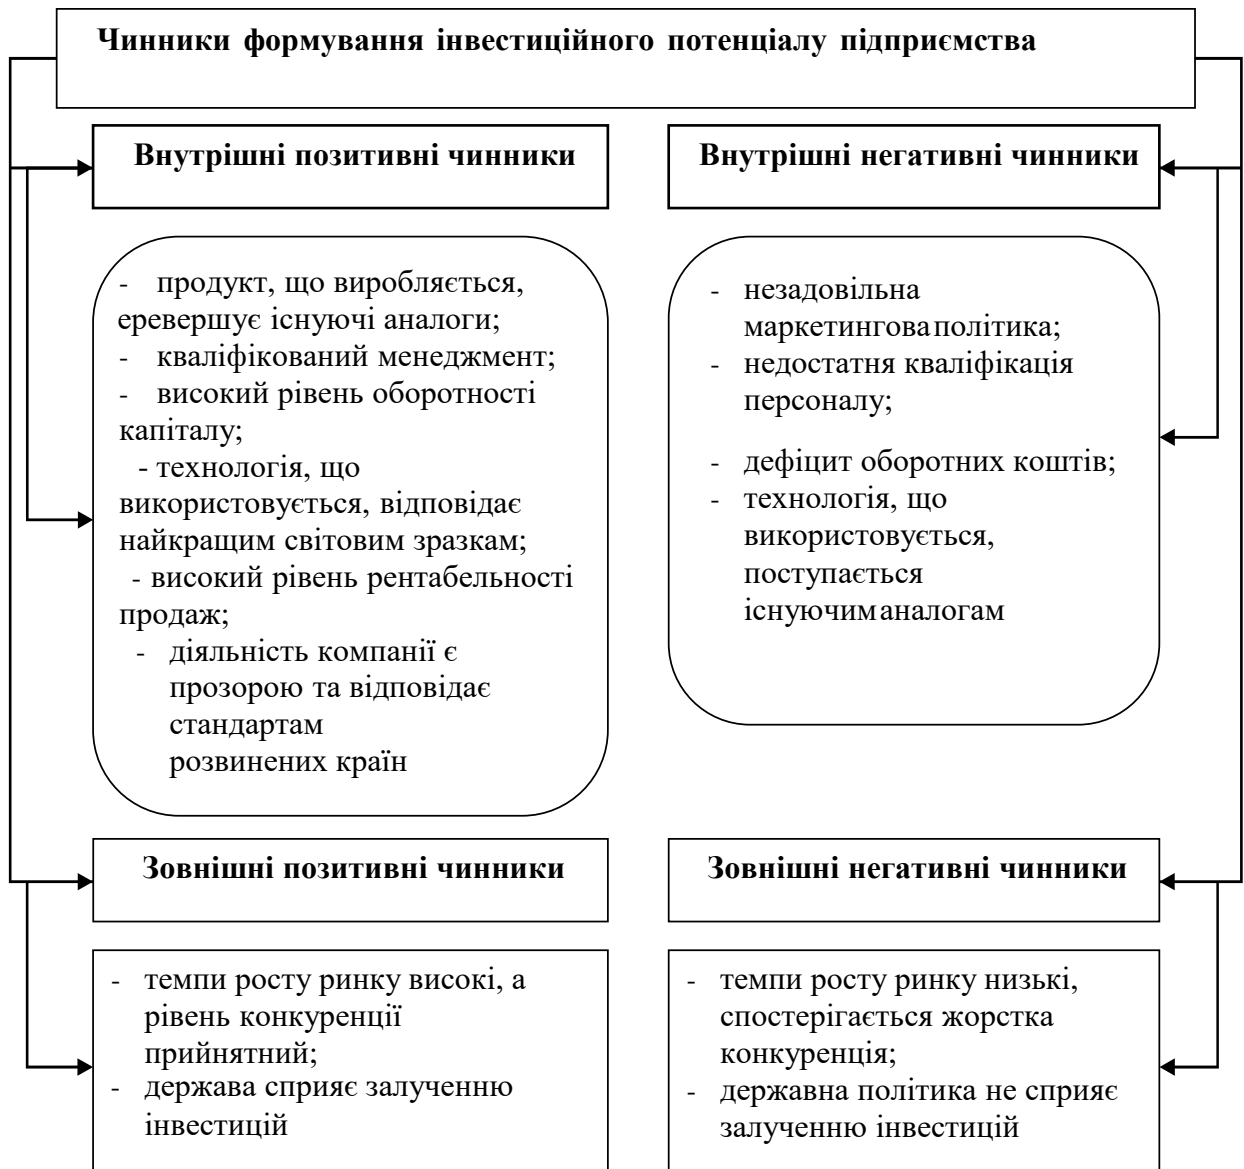 Чинники формування інвестиційного потенціалу підприємства
Внутрішні позитивні чинники
- продукт, що виробляється,
еревершує існуючі аналоги;
- кваліфікований менеджмент;
- високий рівень оборотності
капіталу;
- технологія, що
використовується, відповідає
найкращим світовим зразкам;
- високий рівень рентабельності
продаж;
- діяльність компанії є
прозорою та відповідає
стандартам
розвинених країн
Внутрішні негативні чинники
- незадовільна
маркетингова політика;
- недостатня кваліфікація
персоналу;
- дефіцит оборотних коштів;
- технологія, що
використовується,
поступається
існуючим аналогам
Зовнішні позитивні чинники
- темпи росту ринку високі, а
рівень конкуренції
прийнятний;
- держава сприяє залученню
інвестицій
Зовнішні негативні чинники
- темпи росту ринку низькі,
спостерігається жорстка
конкуренція;
- державна політика не сприяє
залученню інвестицій